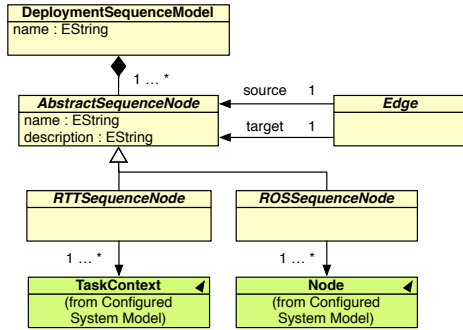 DeploymentSequenceModel
name : EString
1 ... *
AbstractSequenceNode
name : EString
description : EString
source 1
target 1
Edge
RTTSequenceNode
ROSSequenceNode
1 ... *
1 ... *
TaskContext
(from Configured
System Model)
Node
(from Configured
System Model)